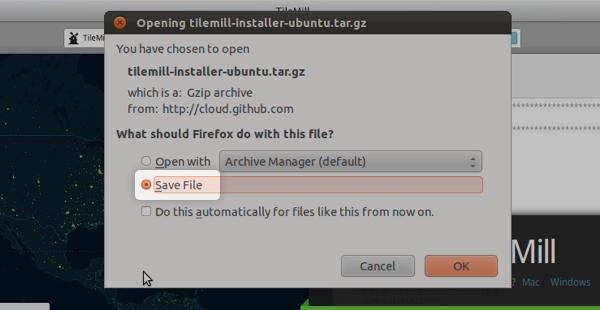 TileMill
Opening tilemill-installer-ubuntu.tar.gz
TileMil
You have chosen to open
tilemill-installer-ubuntu.tar.gz
which is a: Gzip archive
from: http://cloud.github.com
What should Firefox do with this file?
Open with Archive Manager (default)
Save File
Do this automatically for files like this from now on.
Cancel OK
Mill
? Mac Windows